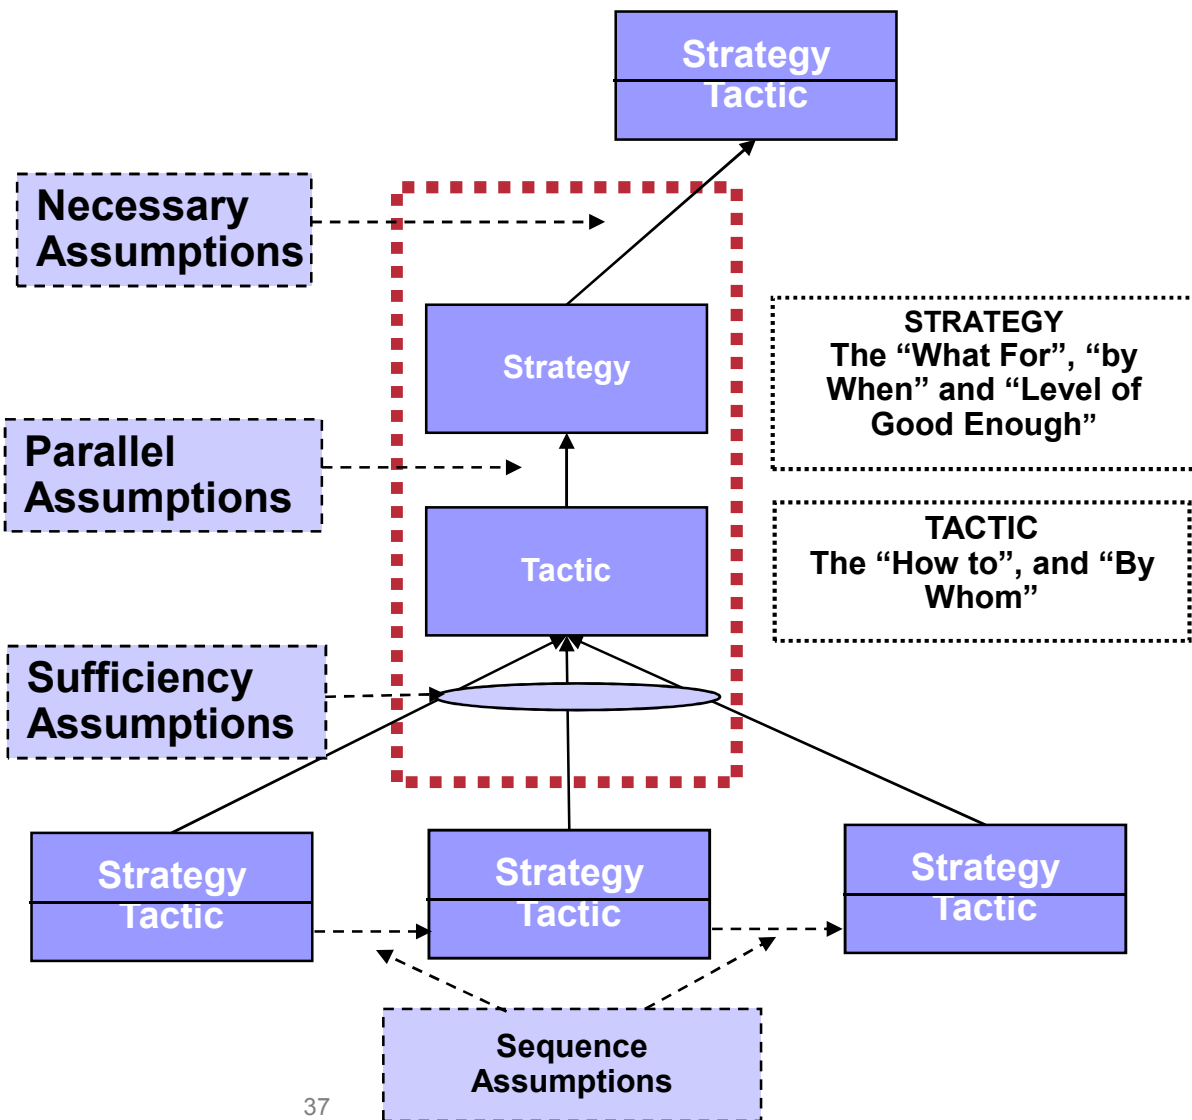 Strategy
Tactic
Necessary
Assumptions
Strategy
STRATEGY
The “What For”, “by
When” and “Level of
Good Enough”
Parallel
Assumptions
Tactic
TACTIC
The “How to”, and “By
Whom”
Sufficiency
Assumptions
Strategy
Tactic
Strategy
Tactic
Strategy
Tactic
Sequence
Assumptions
37